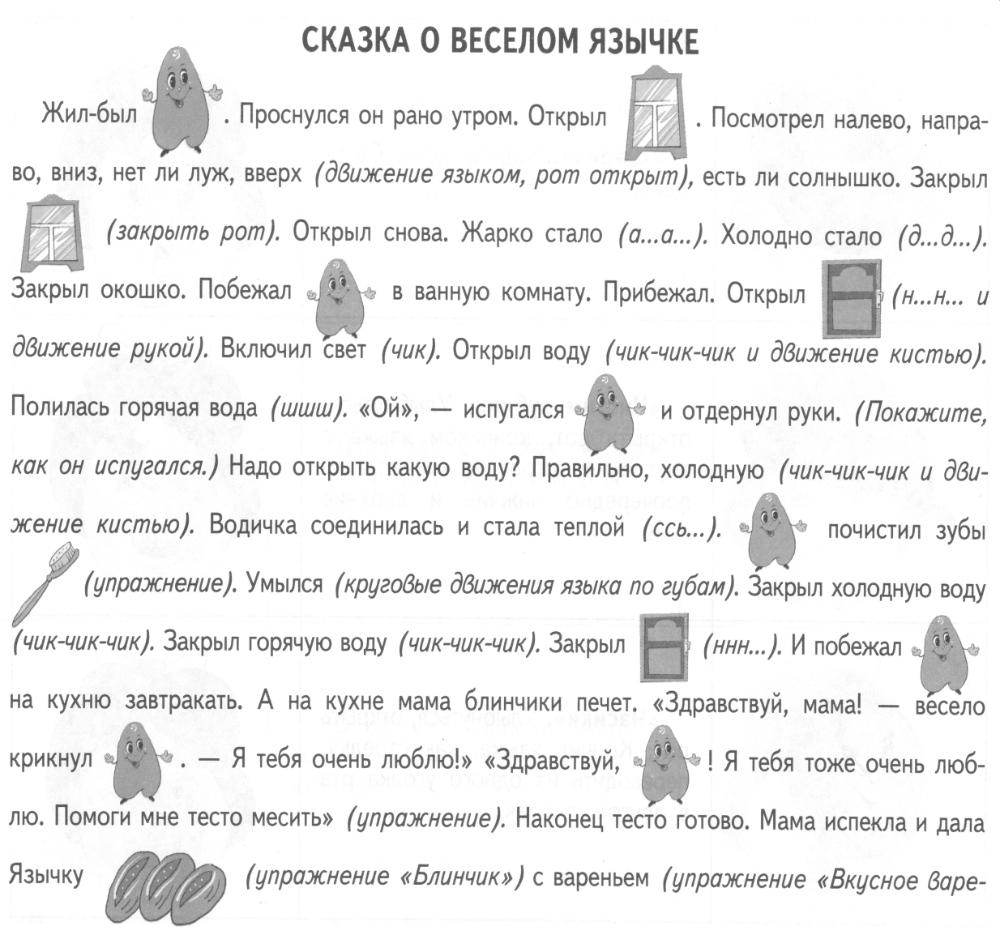 СКАЗКА О ВЕСЕЛОМ ЯЗЫЧКЕ
Жил-был . Проснулся он рано утром. Открыл . Посмотрел налево, напра-
во, вниз, нет ли луж, вверх (движение языком, рот открыт), есть ли солнышко. Закрыл
(закрыть рот). Открыл снова. Жарко стало (а...а...). Холодно стало (д...д...).
Закрыл окошко. Побежал в ванную комнату. Прибежал. Открыл (н...н... и
движение рукой). Включил свет (чик). Открыл воду (чик-чик-чик и движение кистью).
Полилась горячая вода (шшш). «Ой», — испугался и отдернул руки. (Покажите,
как он испугался.) Надо открыть какую воду? Правильно, холодную (чик-чик-чик и дви-
жение кистью). Водичка соединилась и стала теплой (ссь...). почистил зубы
(упражнение). Умылся (круговые движения языка по губам). Закрыл холодную воду
(чик-чик-чик). Закрыл горячую воду (чик-чик-чик). Закрыл (ннн...). И побежал
на кухню завтракать. А на кухне мама блинчики печет. «Здравствуй, мама! — весело
крикнул . — Я тебя очень люблю!» «Здравствуй, ! Я тебя тоже очень люб-
лю. Помоги мне тесто месить» (упражнение). Наконец тесто готово. Мама испекла и дала
Язычку (упражнение «Блинчик») с вареньем (упражнение «Вкусное варе-